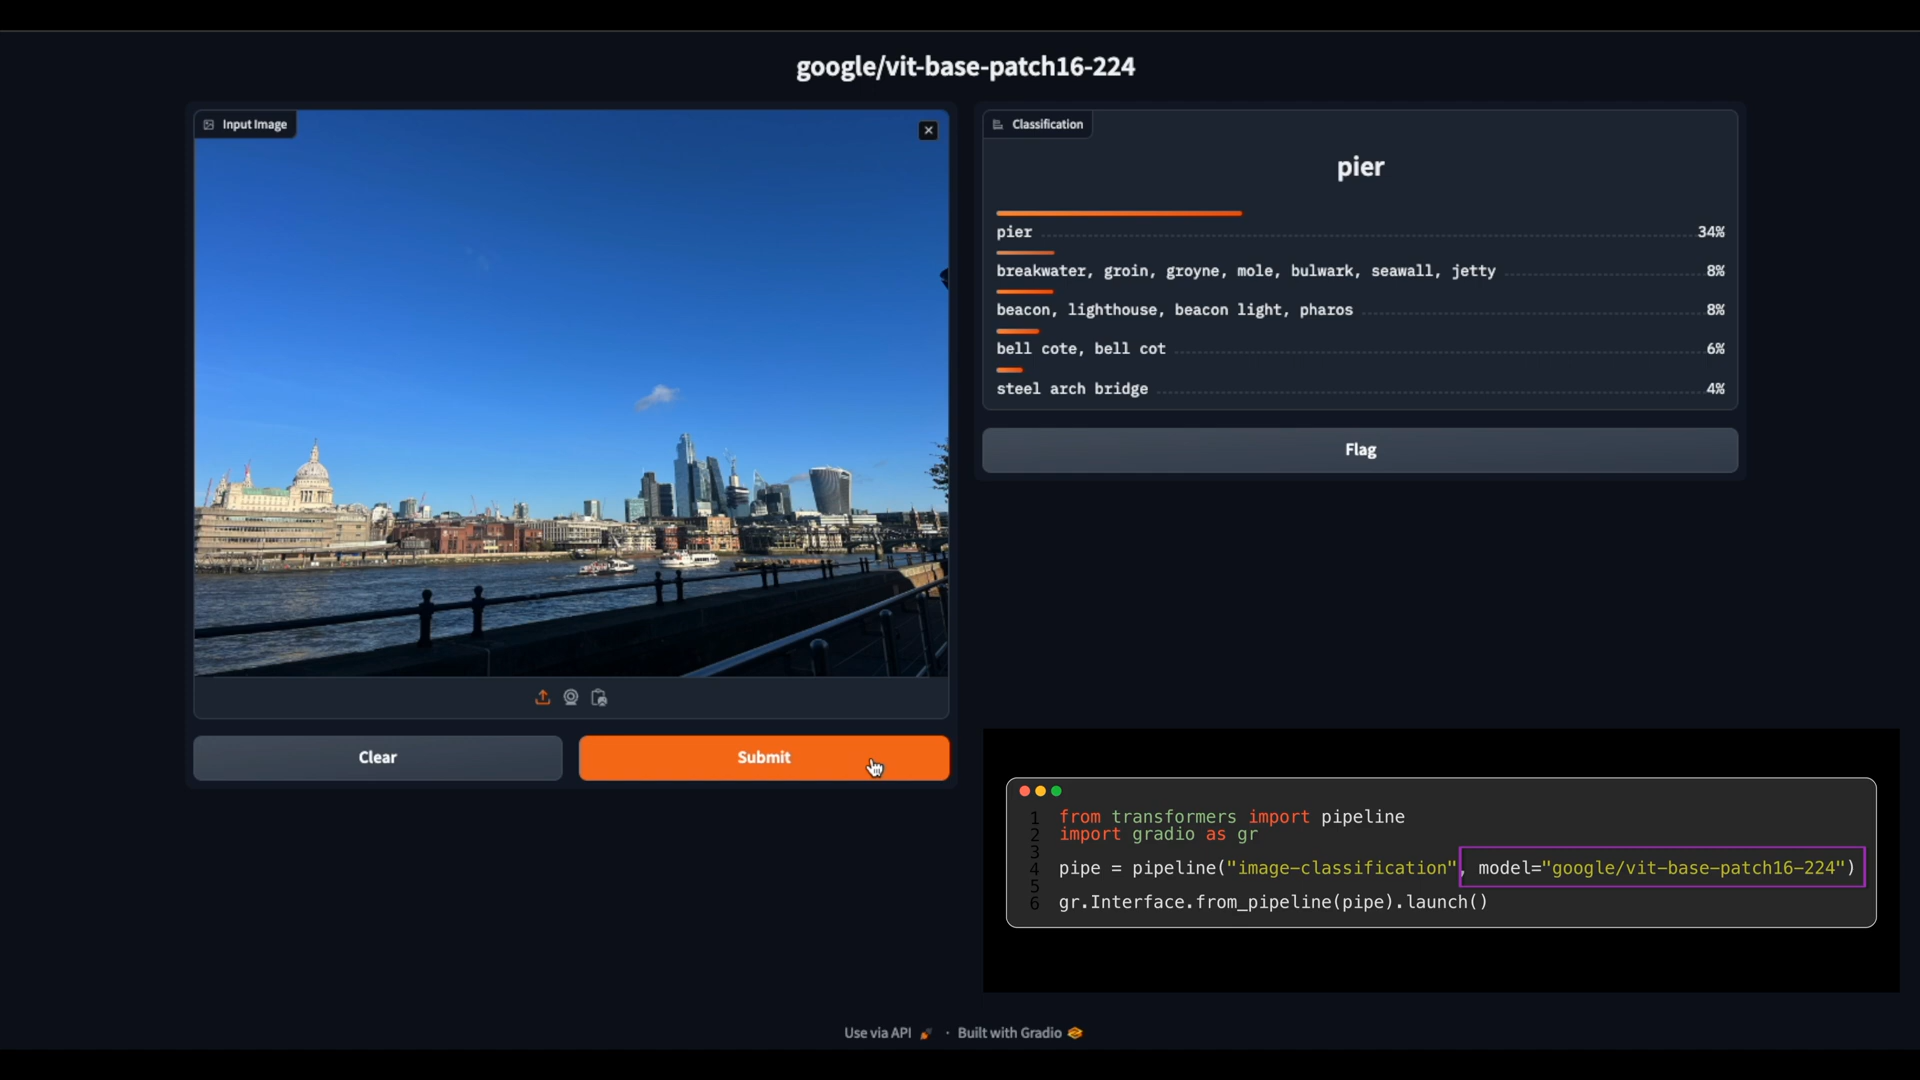 google/vit-base-patch16-224
Input Image
Classification
pier
pier 34%
breakwater, groin, groyne, mole, bulwark, seawall, jetty 8%
beacon, lighthouse, beacon light, pharos 8%
bell cote, bell cot 6%
steel arch bridge 4%
Flag
Clear
Submit
1 from transformers import pipeline
2 import gradio as gr
3
4 pipe = pipeline("image-classification", model="google/vit-base-patch16-224")
5
6 gr.Interface.from_pipeline(pipe).launch()
Use via API · Built with Gradio